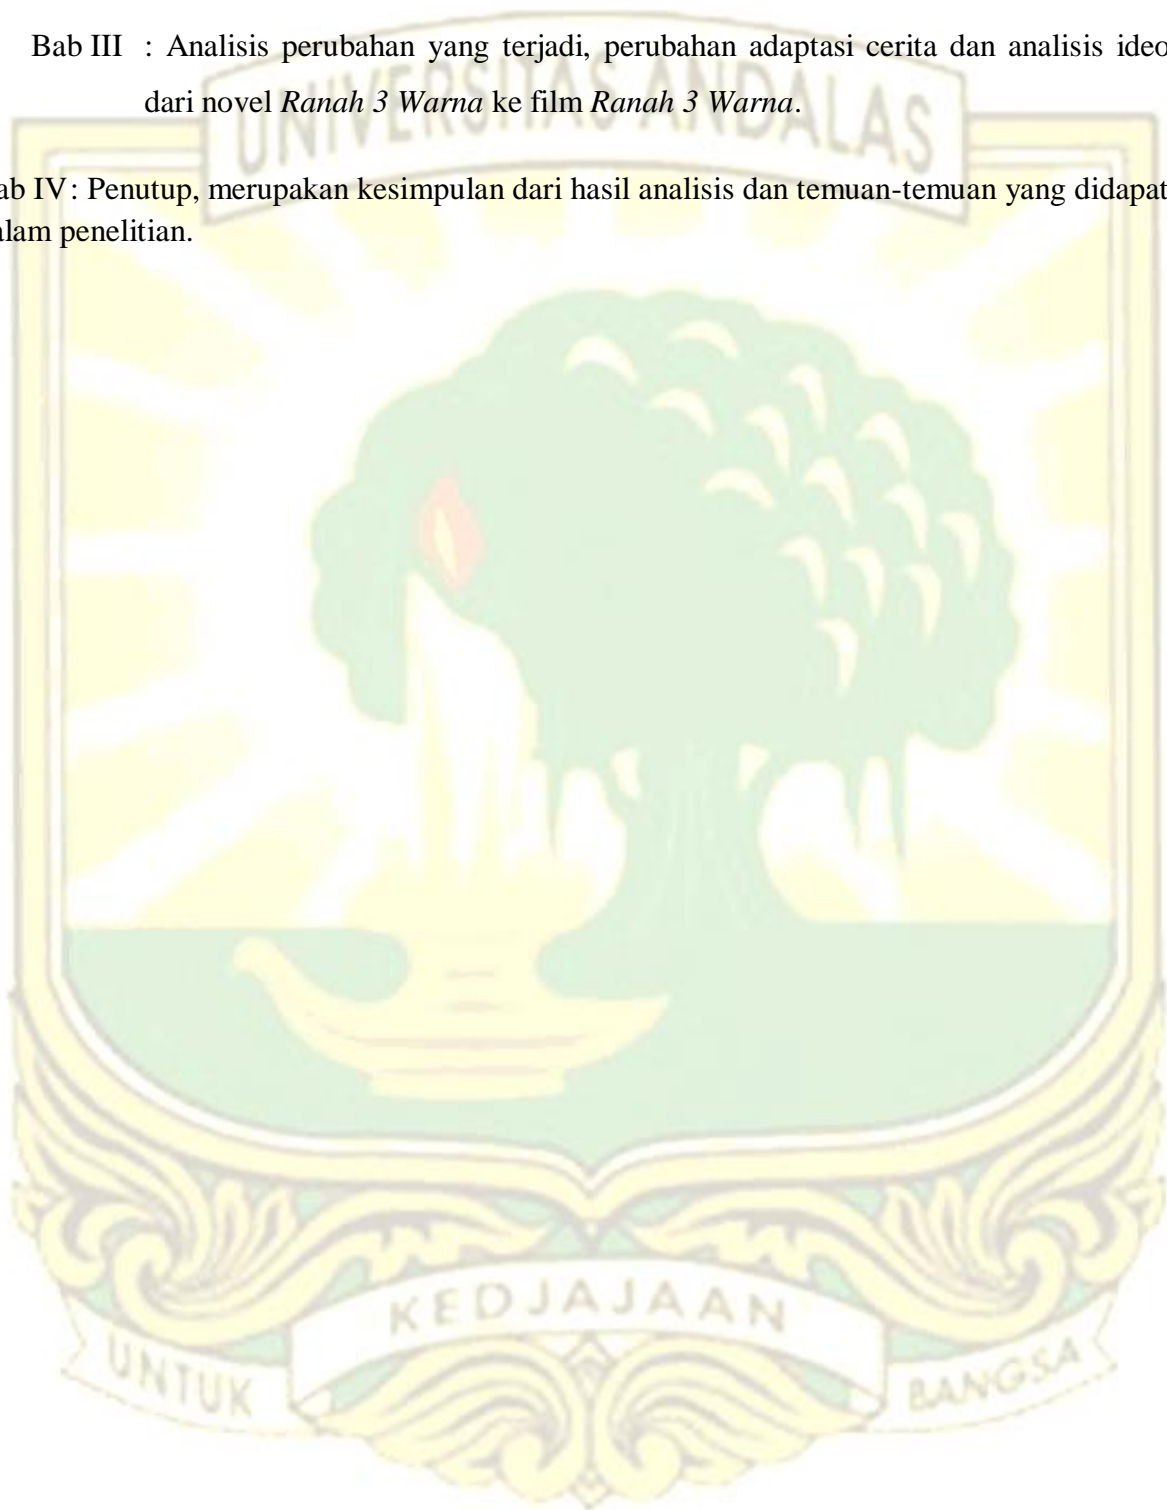 Bab III : Analisis perubahan yang terjadi, perubahan adaptasi cerita dan analisis ideo
dari novel Ranah 3 Warna ke film Ranah 3 Warna.
UNIVERSITAS ANDALAS
ab IV: Penutup, merupakan kesimpulan dari hasil analisis dan temuan-temuan yang didapat
alam penelitian.
KEDJAJAAN
UNTUK
BANGSA